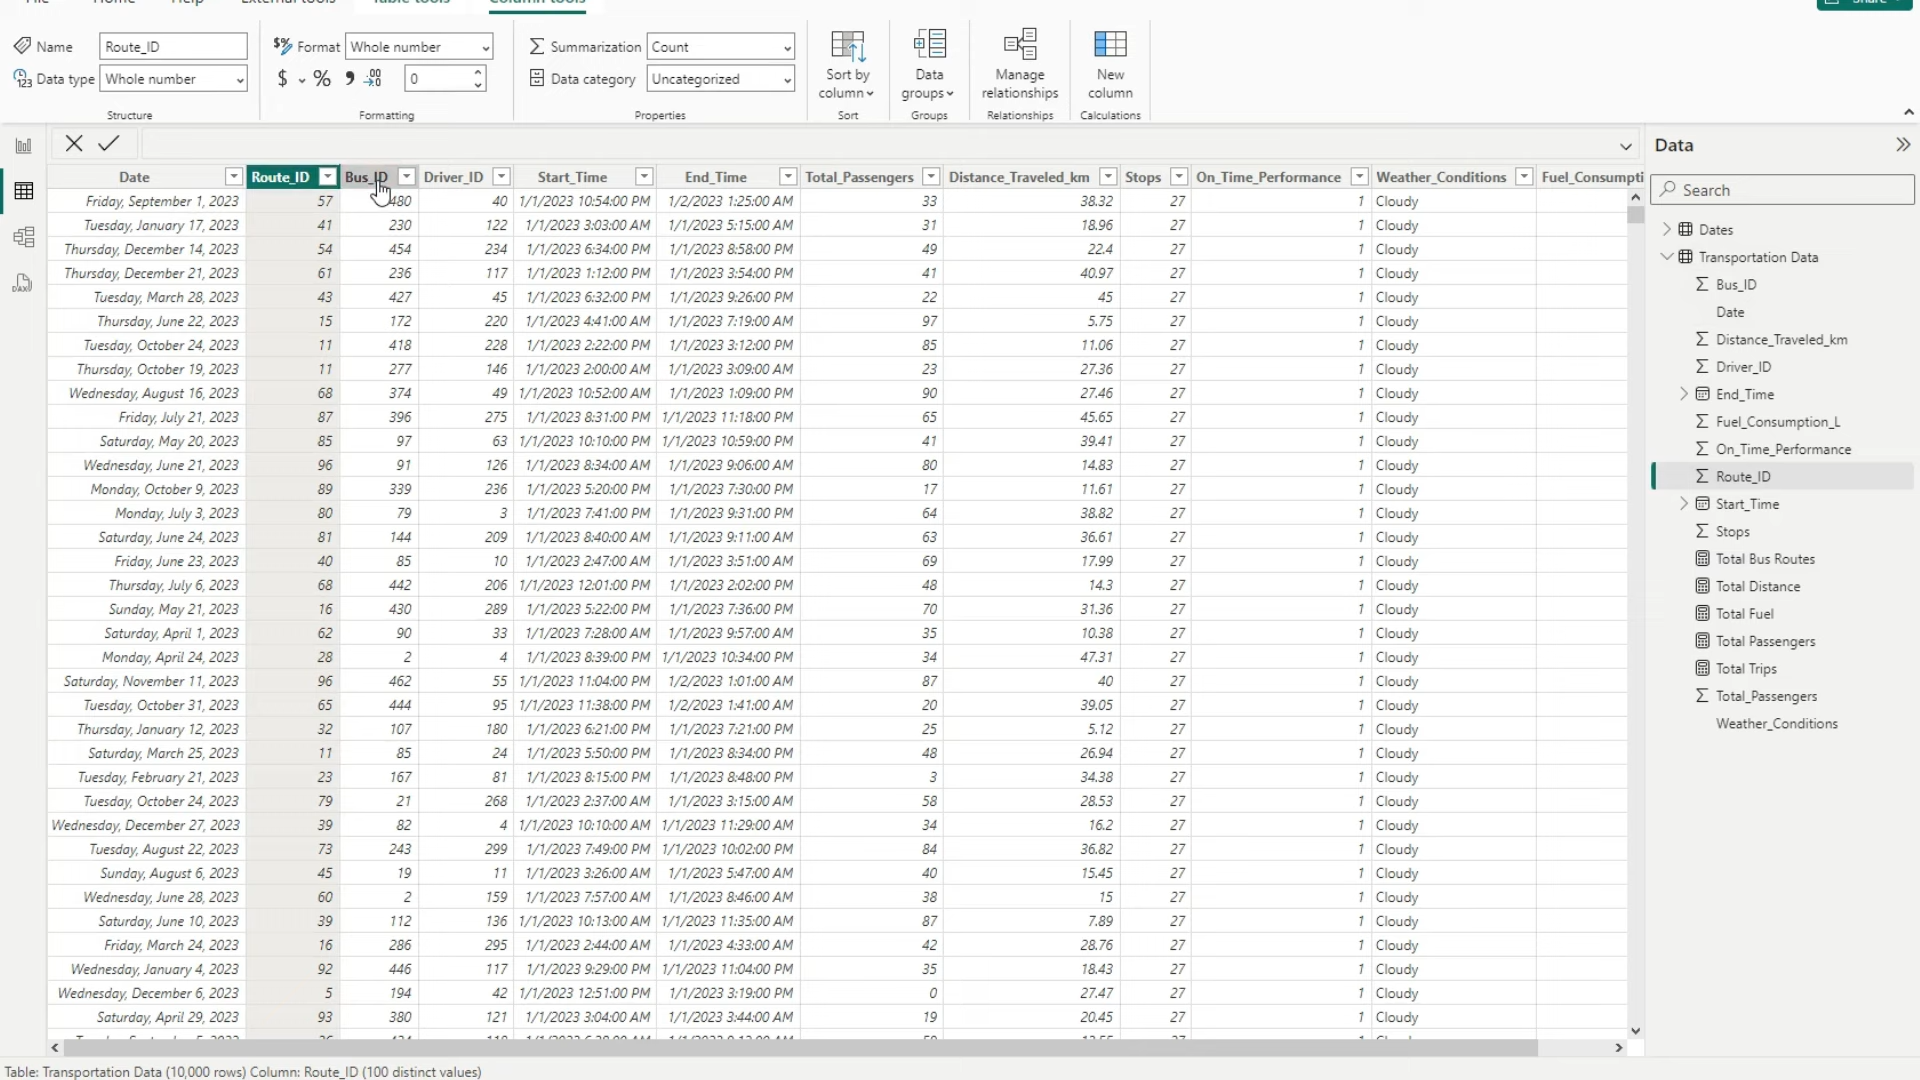 File Home Help External tools Table tools Column tools Share
Name Route_ID $% Format Whole number Summarization Count Sort by column Data groups Manage relationships New column
Data type Whole number $ % 0 Data category Uncategorized
Structure Formatting Properties Sort Groups Relationships Calculations
Data
Date Route_ID Bus_ID Driver_ID Start_Time End_Time Total_Passengers Distance_Traveled_km Stops On_Time_Performance Weather_Conditions Fuel_Consumpti
Search
Friday, September 1, 2023 57 480 40 1/1/2023 10:54:00 PM 1/2/2023 1:25:00 AM 33 38.32 27 1 Cloudy
Tuesday, January 17, 2023 41 230 122 1/1/2023 3:03:00 AM 1/1/2023 5:15:00 AM 31 18.96 27 1 Cloudy
Thursday, December 14, 2023 54 454 234 1/1/2023 6:34:00 PM 1/1/2023 8:58:00 PM 49 22.4 27 1 Cloudy
Thursday, December 21, 2023 61 236 117 1/1/2023 1:12:00 PM 1/1/2023 3:54:00 PM 41 40.97 27 1 Cloudy
Tuesday, March 28, 2023 43 427 45 1/1/2023 6:32:00 PM 1/1/2023 9:26:00 PM 22 45 27 1 Cloudy
Thursday, June 22, 2023 15 172 220 1/1/2023 4:41:00 AM 1/1/2023 7:19:00 AM 97 5.75 27 1 Cloudy
Tuesday, October 24, 2023 11 418 228 1/1/2023 2:22:00 PM 1/1/2023 3:12:00 PM 85 11.06 27 1 Cloudy
Thursday, October 19, 2023 11 277 146 1/1/2023 2:00:00 AM 1/1/2023 3:09:00 AM 23 27.36 27 1 Cloudy
Wednesday, August 16, 2023 68 374 49 1/1/2023 10:52:00 AM 1/1/2023 1:09:00 PM 90 27.46 27 1 Cloudy
Friday, July 21, 2023 87 396 275 1/1/2023 8:31:00 PM 1/1/2023 11:18:00 PM 65 45.65 27 1 Cloudy
Saturday, May 20, 2023 85 97 63 1/1/2023 10:10:00 PM 1/1/2023 10:59:00 PM 41 39.41 27 1 Cloudy
Wednesday, June 21, 2023 96 91 126 1/1/2023 8:34:00 AM 1/1/2023 9:06:00 AM 80 14.83 27 1 Cloudy
Monday, October 9, 2023 89 339 236 1/1/2023 5:20:00 PM 1/1/2023 7:30:00 PM 17 11.61 27 1 Cloudy
Monday, July 3, 2023 80 79 3 1/1/2023 7:41:00 PM 1/1/2023 9:31:00 PM 64 38.82 27 1 Cloudy
Saturday, June 24, 2023 81 144 209 1/1/2023 8:40:00 AM 1/1/2023 9:11:00 AM 63 36.61 27 1 Cloudy
Friday, June 23, 2023 40 85 10 1/1/2023 2:47:00 AM 1/1/2023 3:51:00 AM 69 17.99 27 1 Cloudy
Thursday, July 6, 2023 68 442 206 1/1/2023 12:01:00 PM 1/1/2023 2:02:00 PM 48 14.3 27 1 Cloudy
Sunday, May 21, 2023 16 430 289 1/1/2023 5:22:00 PM 1/1/2023 7:36:00 PM 70 31.36 27 1 Cloudy
Saturday, April 1, 2023 62 90 33 1/1/2023 7:28:00 AM 1/1/2023 9:57:00 AM 35 10.38 27 1 Cloudy
Monday, April 24, 2023 28 2 4 1/1/2023 8:39:00 PM 1/1/2023 10:34:00 PM 34 47.31 27 1 Cloudy
Saturday, November 11, 2023 96 462 55 1/1/2023 11:04:00 PM 1/2/2023 1:01:00 AM 87 40 27 1 Cloudy
Tuesday, October 31, 2023 65 444 95 1/1/2023 11:38:00 PM 1/2/2023 1:41:00 AM 20 39.05 27 1 Cloudy
Thursday, January 12, 2023 32 107 180 1/1/2023 6:21:00 PM 1/1/2023 7:21:00 PM 25 5.12 27 1 Cloudy
Saturday, March 25, 2023 11 85 24 1/1/2023 5:50:00 PM 1/1/2023 8:34:00 PM 48 26.94 27 1 Cloudy
Tuesday, February 21, 2023 23 167 81 1/1/2023 8:15:00 PM 1/1/2023 8:48:00 PM 3 34.38 27 1 Cloudy
Tuesday, October 24, 2023 79 21 268 1/1/2023 2:37:00 AM 1/1/2023 3:15:00 AM 58 28.53 27 1 Cloudy
Wednesday, December 27, 2023 39 82 4 1/1/2023 10:10:00 AM 1/1/2023 11:29:00 AM 34 16.2 27 1 Cloudy
Tuesday, August 22, 2023 73 243 299 1/1/2023 7:49:00 PM 1/1/2023 10:02:00 PM 84 36.82 27 1 Cloudy
Sunday, August 6, 2023 45 19 11 1/1/2023 3:26:00 AM 1/1/2023 5:47:00 AM 40 15.45 27 1 Cloudy
Wednesday, June 28, 2023 60 2 159 1/1/2023 7:57:00 AM 1/1/2023 8:46:00 AM 38 15 27 1 Cloudy
Saturday, June 10, 2023 39 112 136 1/1/2023 10:13:00 AM 1/1/2023 11:35:00 AM 87 7.89 27 1 Cloudy
Friday, March 24, 2023 16 286 295 1/1/2023 2:44:00 AM 1/1/2023 4:33:00 AM 42 28.76 27 1 Cloudy
Wednesday, January 4, 2023 92 446 117 1/1/2023 9:29:00 PM 1/1/2023 11:04:00 PM 35 18.43 27 1 Cloudy
Wednesday, December 6, 2023 5 194 42 1/1/2023 12:51:00 PM 1/1/2023 3:19:00 PM 0 27.47 27 1 Cloudy
Saturday, April 29, 2023 93 380 121 1/1/2023 3:04:00 AM 1/1/2023 3:44:00 AM 19 20.45 27 1 Cloudy
Dates
Transportation Data
Bus_ID
Date
Distance_Traveled_km
Driver_ID
End_Time
Fuel_Consumption_L
On_Time_Performance
Route_ID
Start_Time
Stops
Total Bus Routes
Total Distance
Total Fuel
Total Passengers
Total Trips
Total_Passengers
Weather_Conditions
Table: Transportation Data (10,000 rows) Column: Route_ID (100 distinct values)